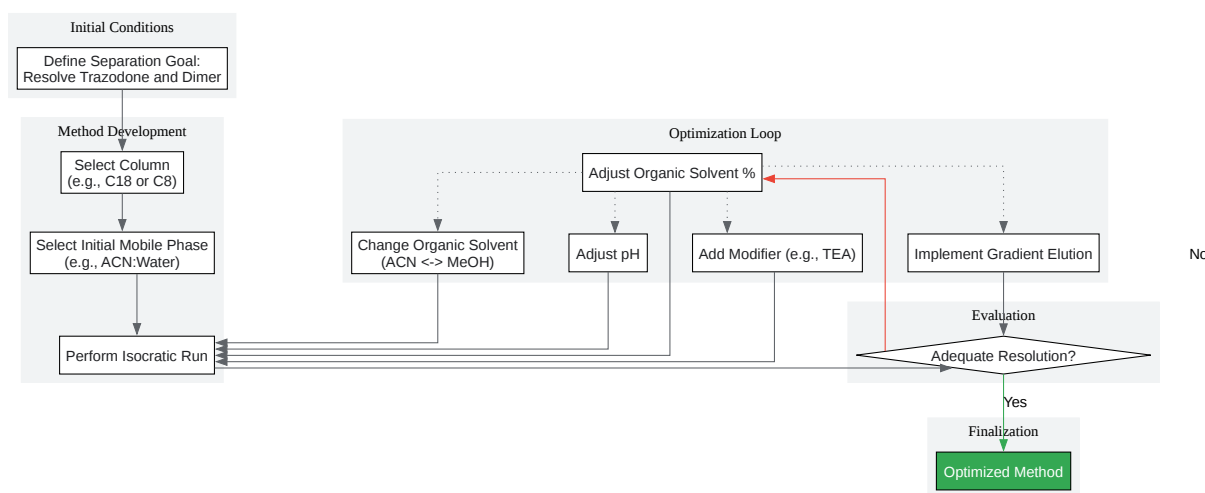 Initial Conditions
Define Separation Goal:
Resolve Trazodone and Dimer
Method Development
Select Column
(e.g., C18 or C8)
Select Initial Mobile Phase
(e.g., ACN:Water)
Perform Isocratic Run
Optimization Loop
Adjust Organic Solvent %
Change Organic Solvent
(ACN <-> MeOH)
Adjust pH
Add Modifier (e.g., TEA)
Implement Gradient Elution
No
Evaluation
Adequate Resolution?
Yes
Finalization
Optimized Method